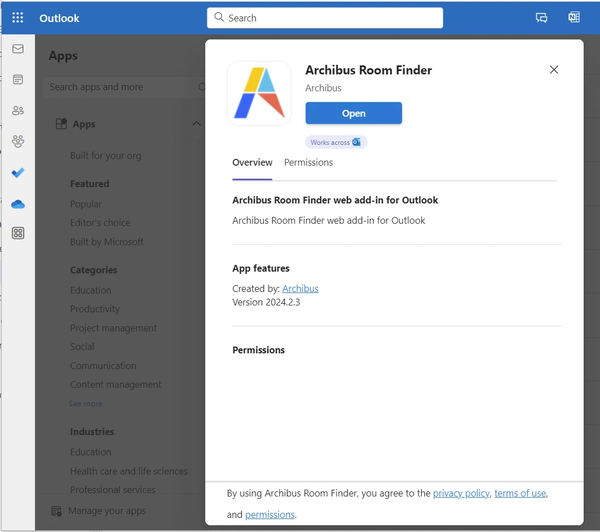 Outlook
Search
Apps
Search apps and more
Apps
Built for your org
Featured
Popular
Editor's choice
Built by Microsoft
Categories
Education
Productivity
Project management
Social
Communication
Content management
See more
Industries
Education
Health care and life sciences
Professional services
Manage your apps
Archibus Room Finder
Archibus
Open
Works across
Overview Permissions
Archibus Room Finder web add-in for Outlook
Archibus Room Finder web add-in for Outlook
App features
Created by: Archibus
Version 2024.2.3
Permissions
By using Archibus Room Finder, you agree to the privacy policy, terms of use,
and permissions.